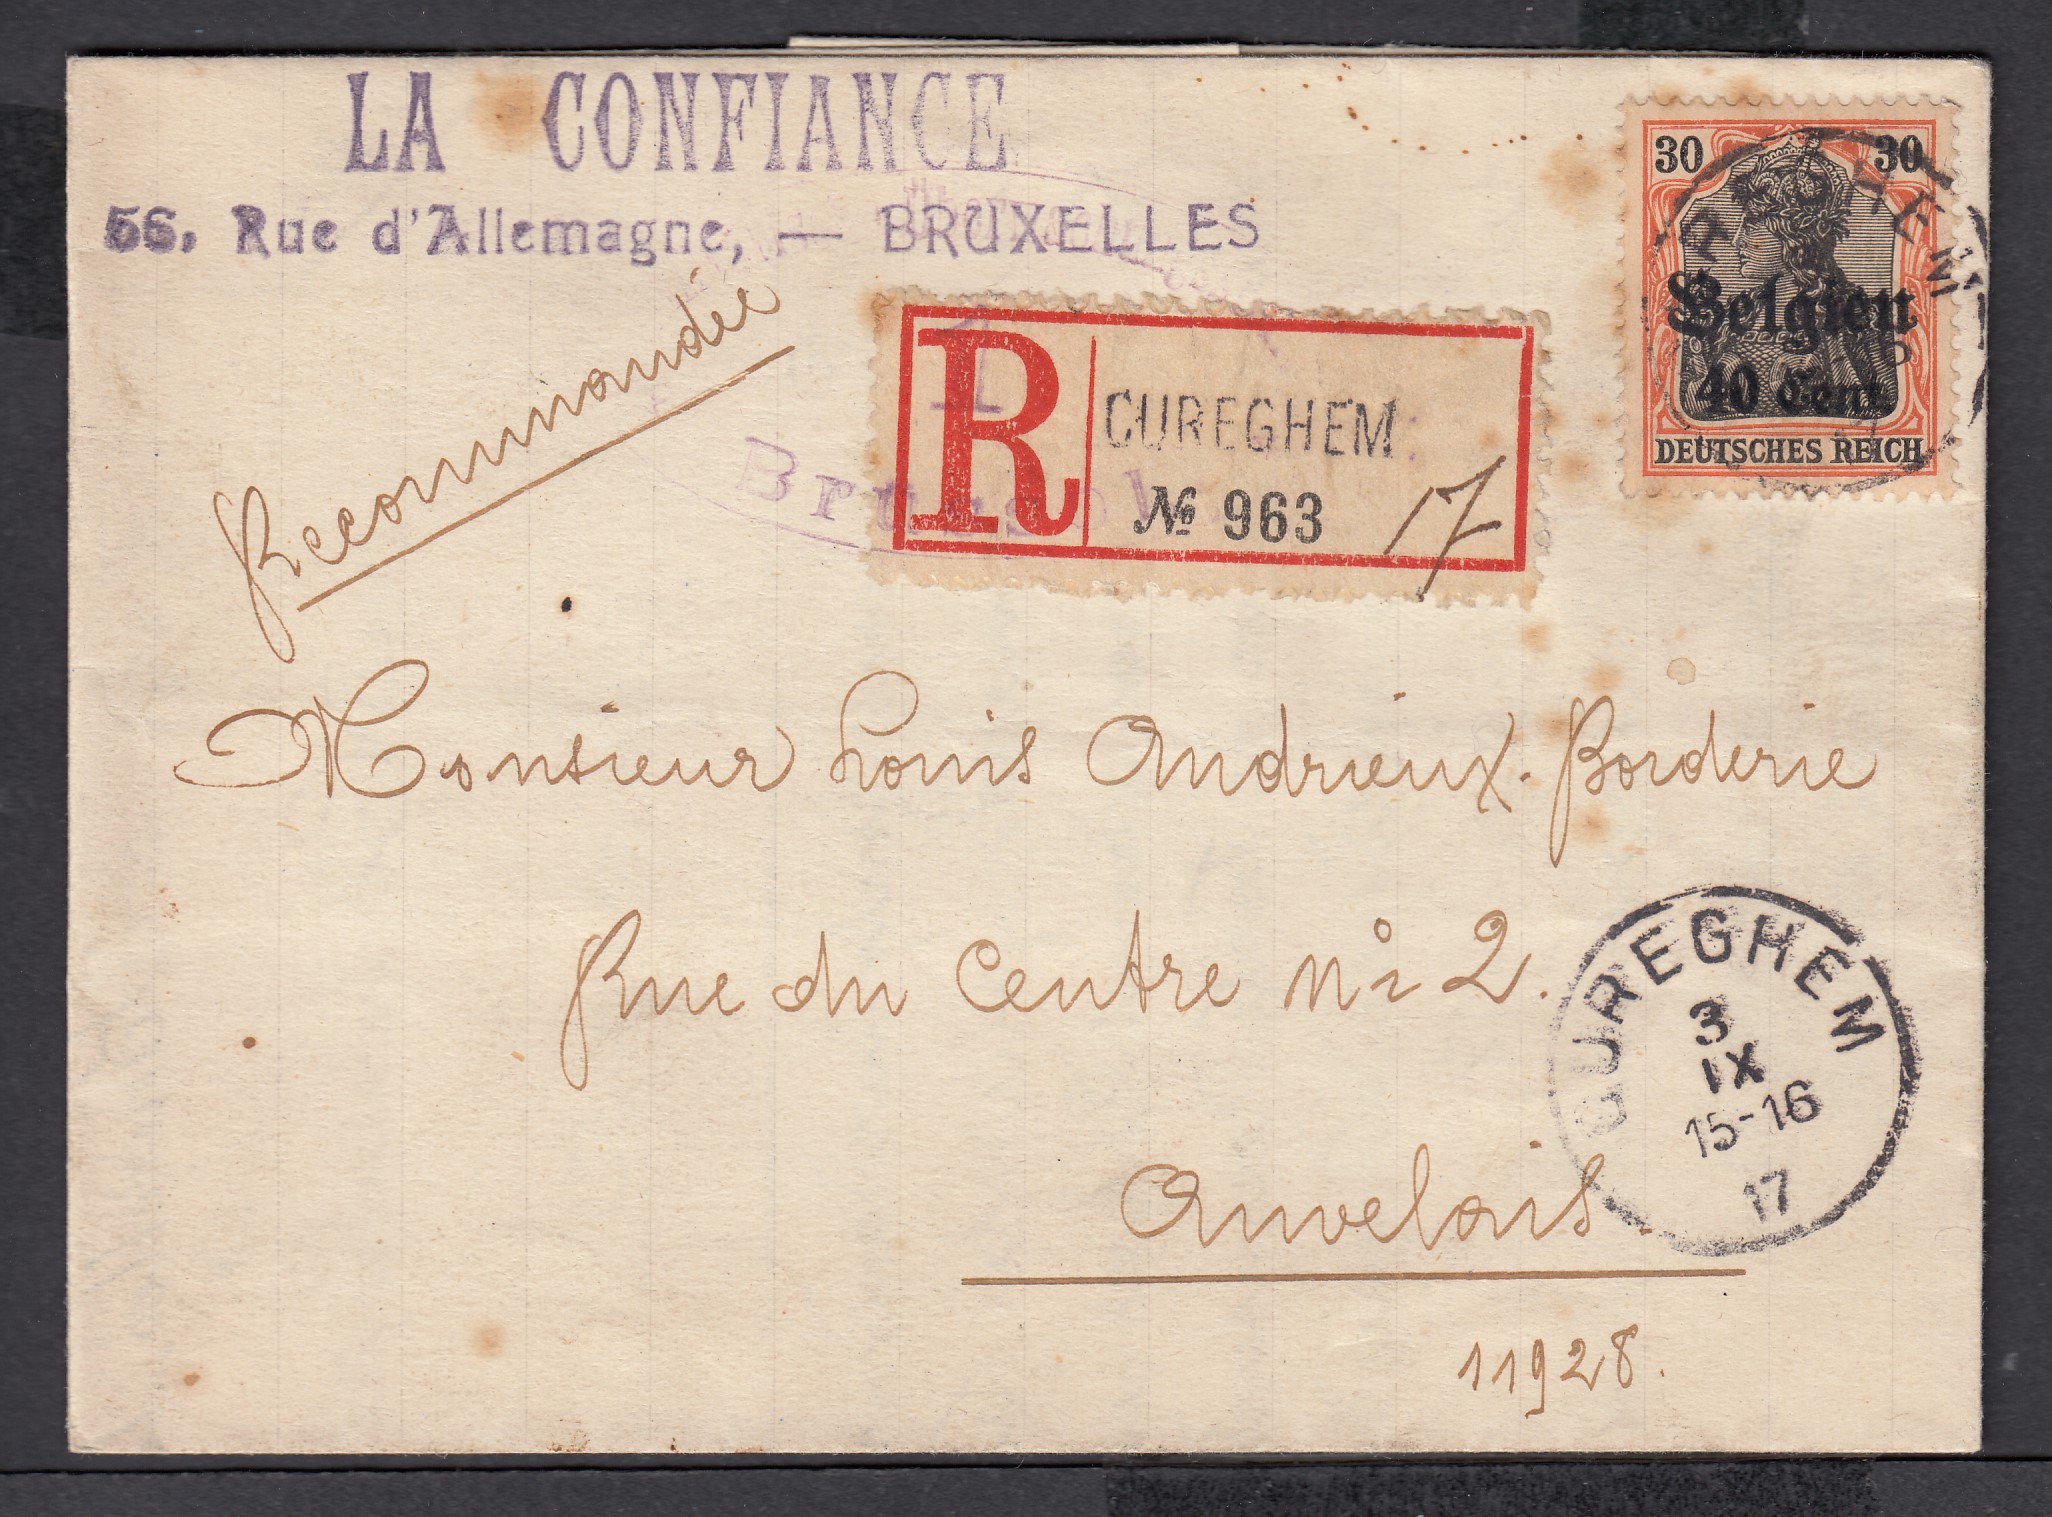 LA CONFIANCE
56, Rue d'Allemagne, — BRUXELLES
Recommandée
R
CUREGHEM
№ 963
17
30 30
Belgien
40 Cent.
DEUTSCHES REICH
Monsieur Louis Andrieux-Borderie
Rue du Centre No 2.
Auvelais.
CUREGHEM
3
IX
15-16
17
11928.